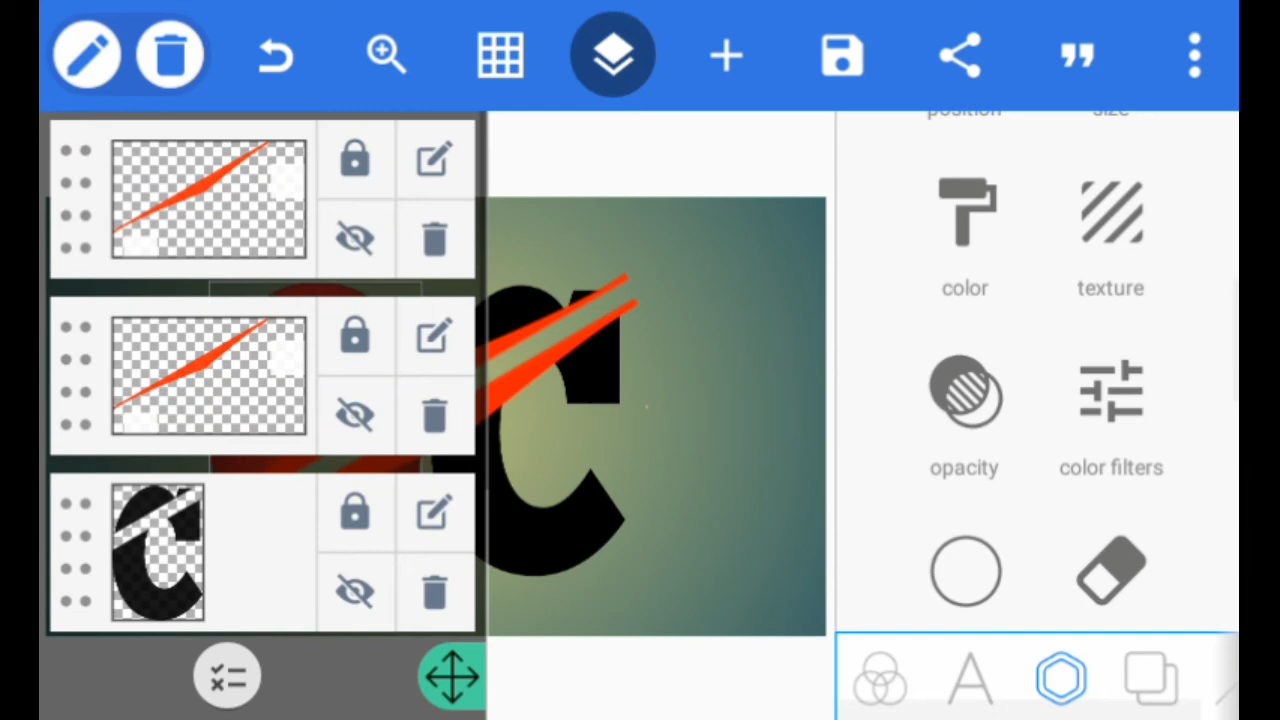 position size
color texture
opacity color filters
C
C
A